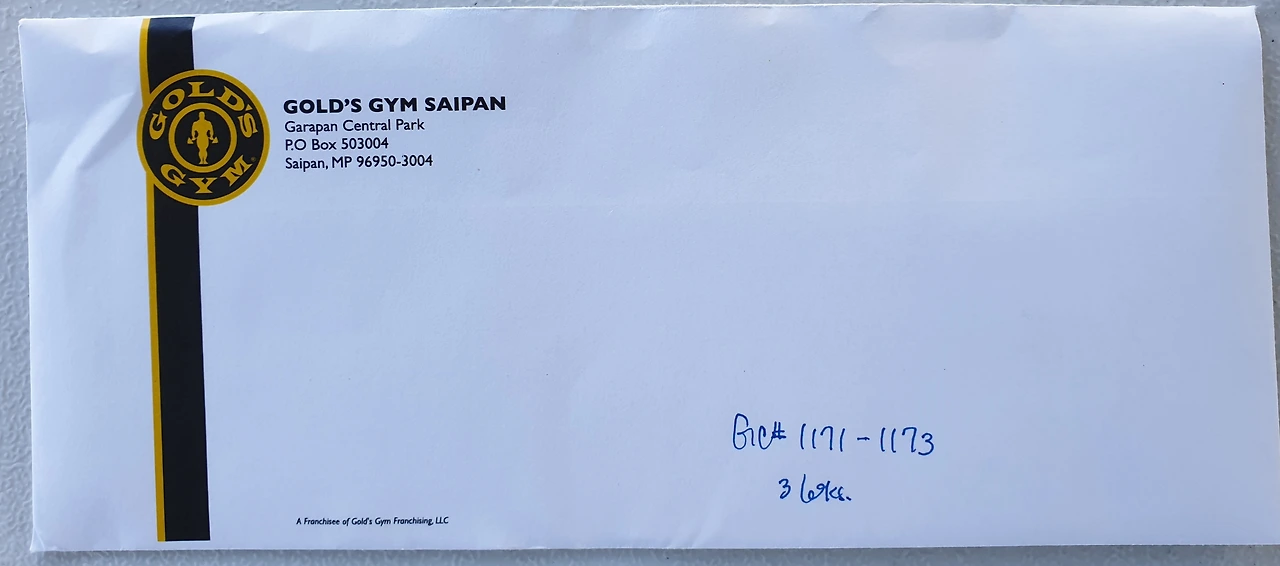 GOLD'S GYM
GOLD'S GYM SAIPAN
Garapan Central Park
P.O Box 503004
Saipan, MP 96950-3004
GC# 1171 - 1173
3
A Franchisee of Gold's Gym Franchising, LLC